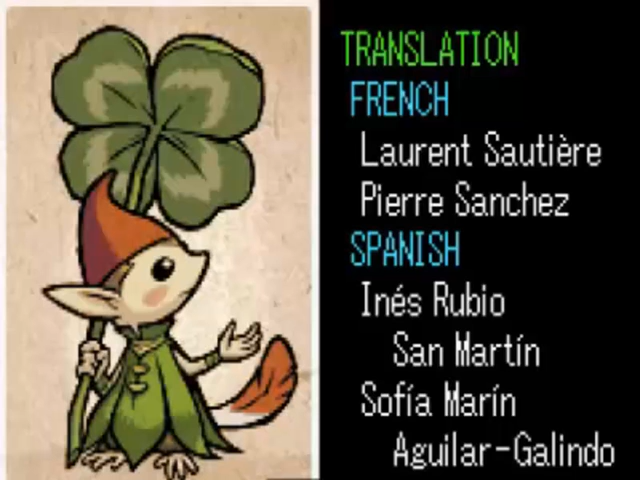 TRANSLATION
FRENCH
Laurent Sautière
Pierre Sanchez
SPANISH
Inés Rubio
San Martín
Sofía Marín
Aguilar-Galindo